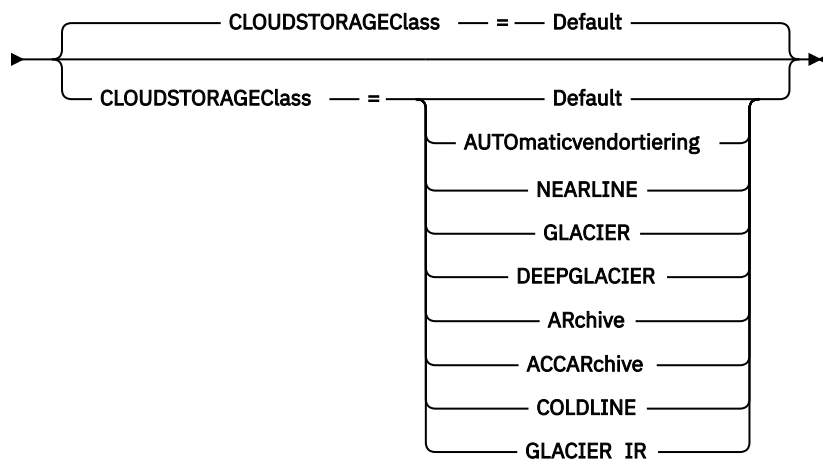 CLOUDSTORAGEClass = Default
CLOUDSTORAGEClass = Default
AUTOmaticvendortiering
NEARLINE
GLACIER
DEEPGLACIER
ARchive
ACCARchive
COLDLINE
GLACIER IR